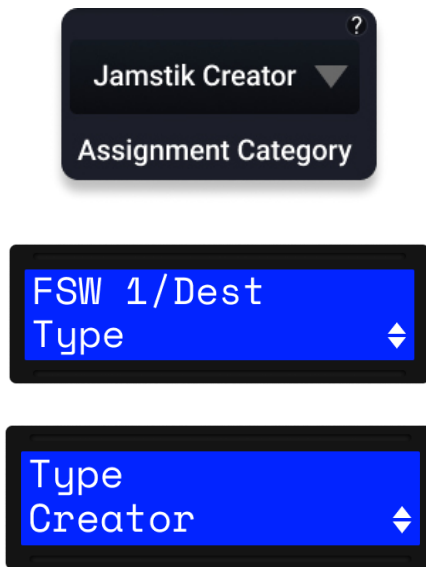 ?
Jamstik Creator
Assignment Category
FSW 1/Dest
Type
Type
Creator